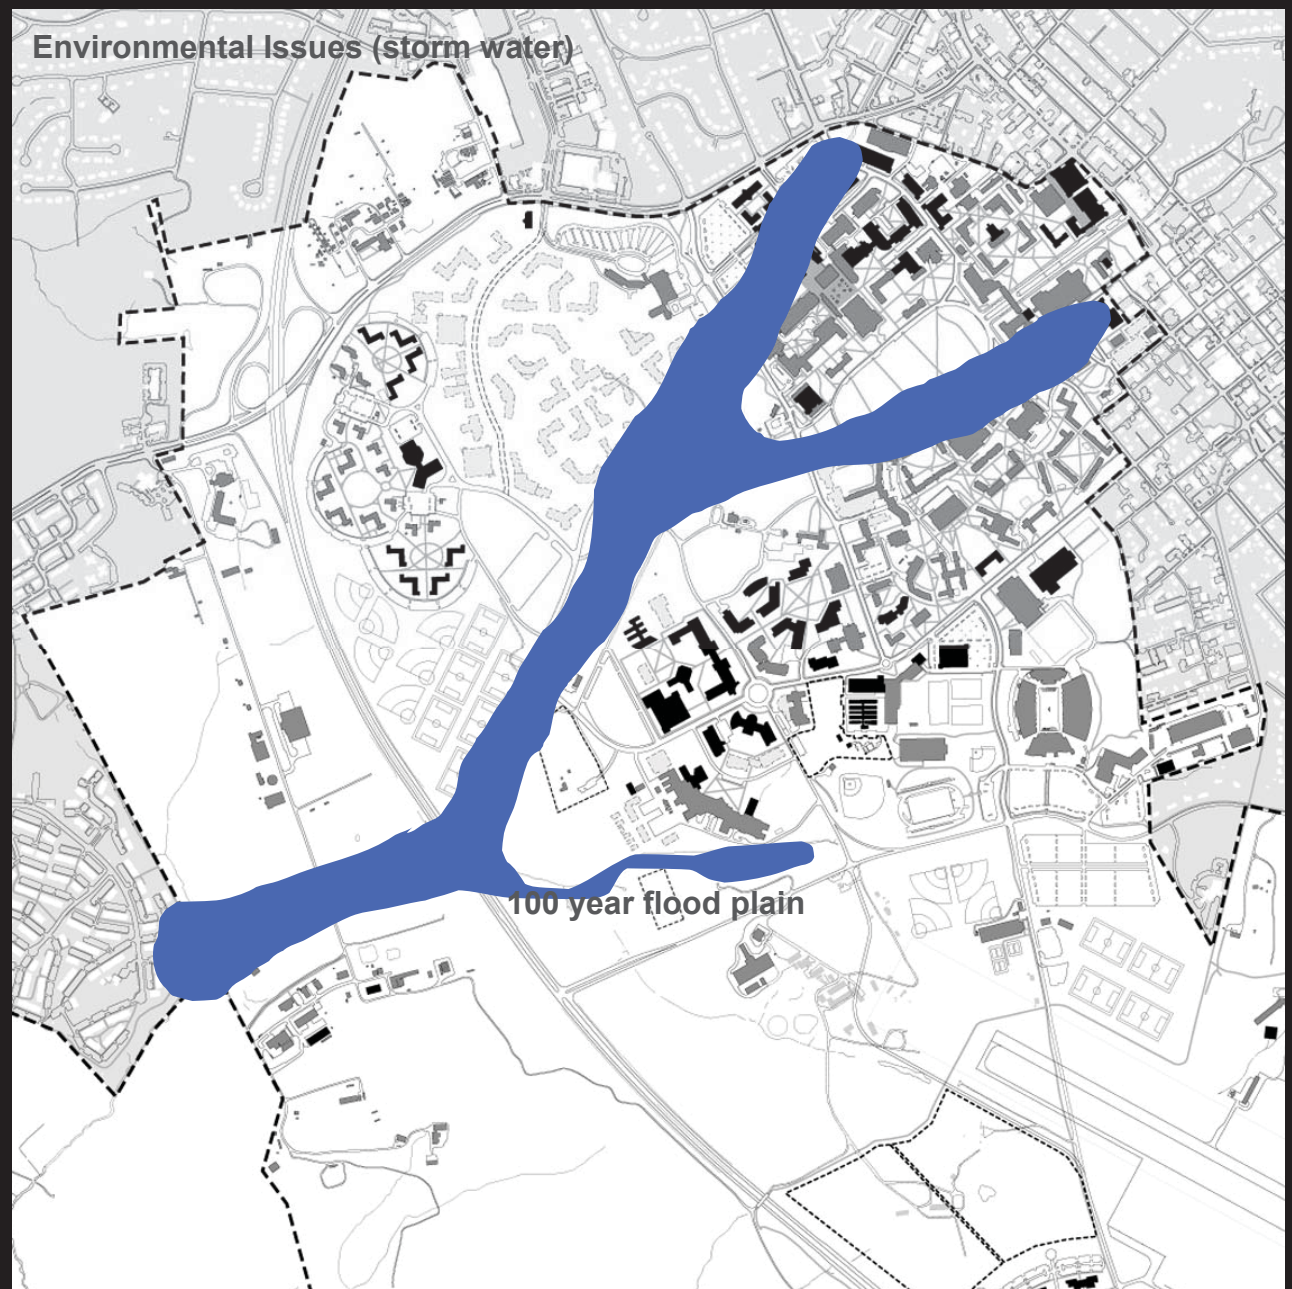 Environmental Issues (storm water)
100 year flood plain